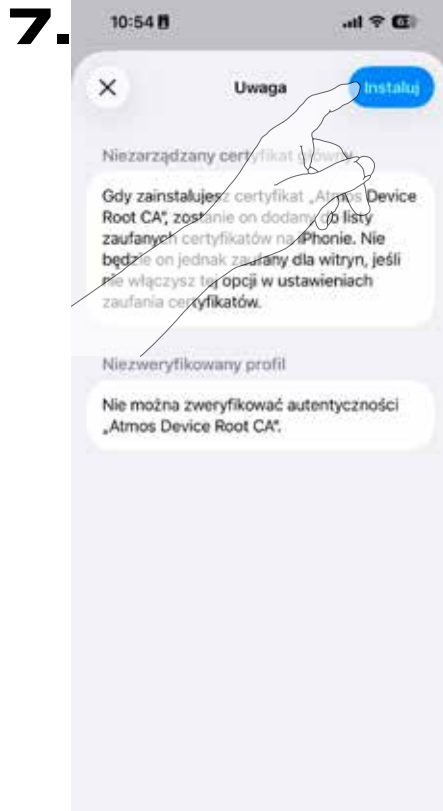 7.
10:54
Uwaga
Instaluj
Niezarządzany certyfikat główny
Gdy zainstalujesz certyfikat „Atmos Device
Root CA”, zostanie on dodany do listy
zaufanych certyfikatów na iPhonie. Nie
będzie on jednak zaufany dla witryn, jeśli
nie włączysz tej opcji w ustawieniach
zaufania certyfikatów.
Niezweryfikowany profil
Nie można zweryfikować autentyczności
„Atmos Device Root CA”.